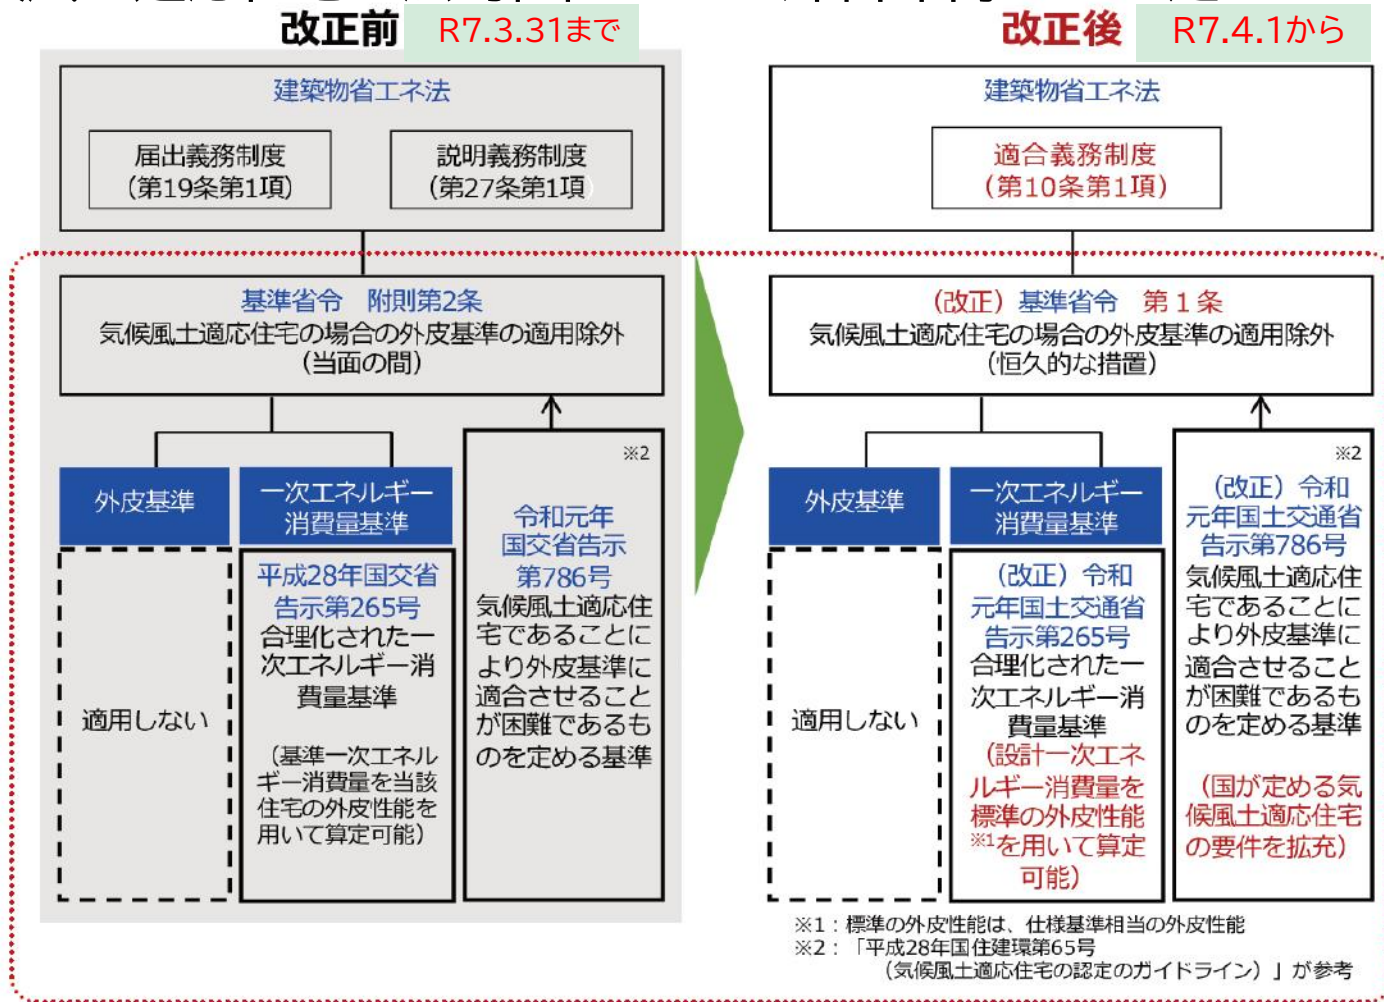 改正前
R7.3.31まで
建築物省エネ法
届出義務制度
(第19条第1項)
説明義務制度
(第27条第1項)
基準省令　附則第2条
気候風土適応住宅の場合の外皮基準の適用除外
(当面の間)
外皮基準
適用しない
一次エネルギー
消費量基準
平成28年国交省
告示第265号
合理化された一
次エネルギー消
費量基準
(基準一次エネル
ギー消費量を当該
住宅の外皮性能を
用いて算定可能)
※2
令和元年
国交省告示
第786号
気候風土適応住
宅であることに
より外皮基準に
適合させること
が困難であるも
のを定める基準
改正後
R7.4.1から
建築物省エネ法
適合義務制度
(第10条第1項)
(改正) 基準省令　第１条
気候風土適応住宅の場合の外皮基準の適用除外
(恒久的な措置)
外皮基準
適用しない
一次エネルギー
消費量基準
(改正) 令和
元年国土交通省
告示第265号
合理化された一
次エネルギー消
費量基準
(設計一次エネ
ルギー消費量を
標準の外皮性能
※1を用いて算定
可能)
※2
(改正) 令和
元年国土交通省
告示第786号
気候風土適応住
宅であることに
より外皮基準に
適合させること
が困難であるも
のを定める基準
(国が定める気
候風土適応住宅
の要件を拡充)
※1：標準の外皮性能は、仕様基準相当の外皮性能
※2：「平成28年国住建環第65号
(気候風土適応住宅の認定のガイドライン)」が参考